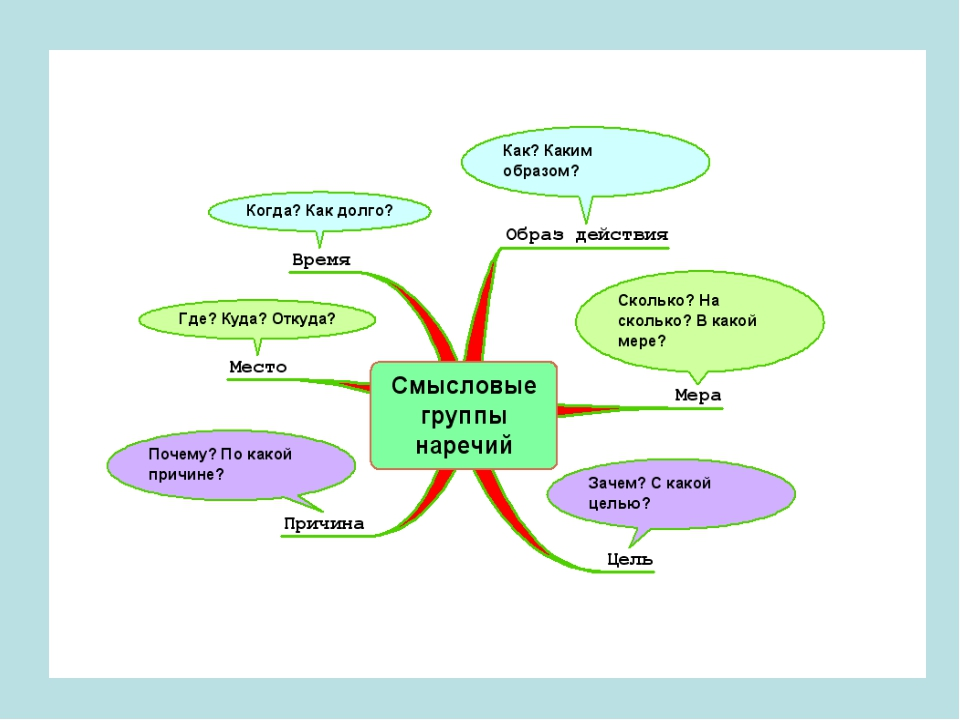 Как? Каким
образом?
Образ действия
Когда? Как долго?
Время
Где? Куда? Откуда?
Место
Сколько? На
сколько? В какой
мере?
Мера
Смысловые
группы
наречий
Почему? По какой
причине?
Причина
Зачем? С какой
целью?
Цель